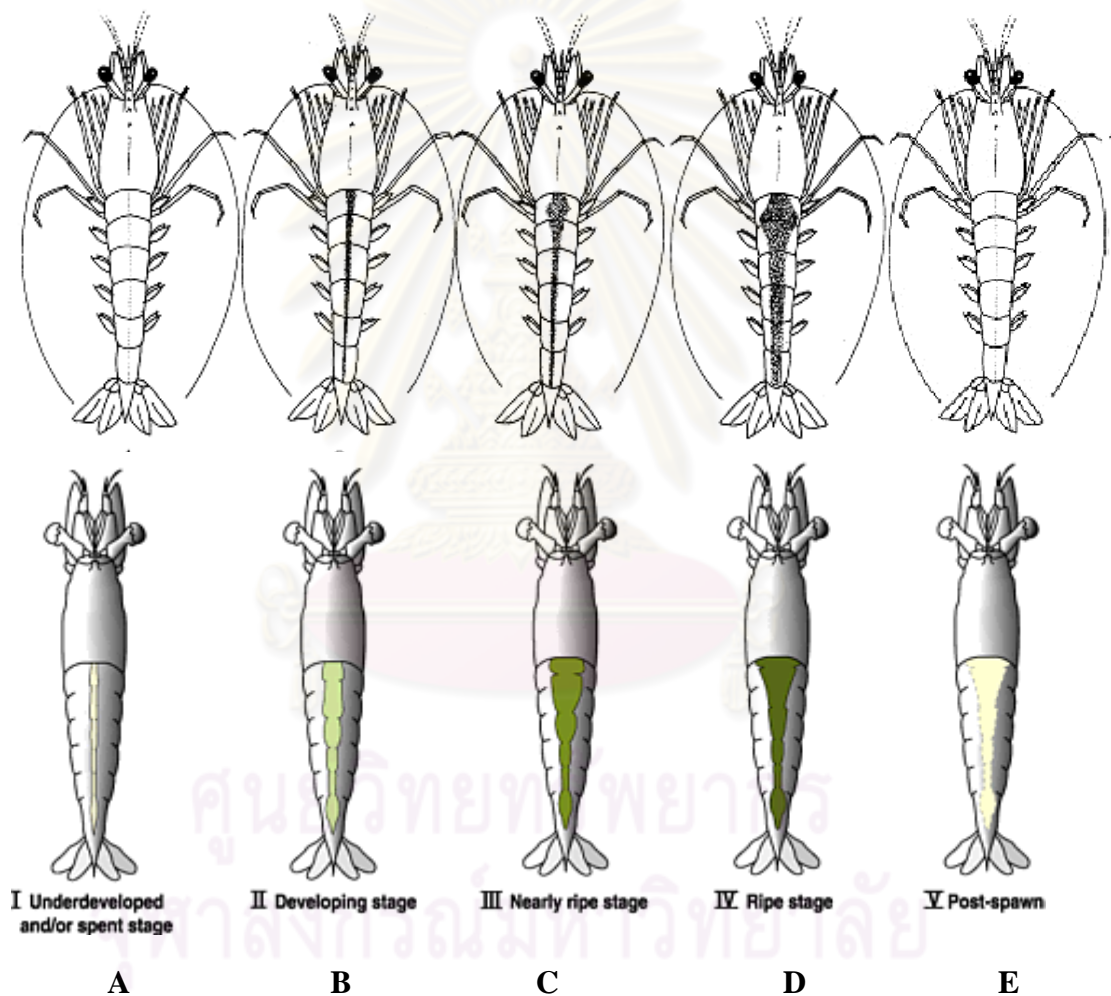 I Underdeveloped
and/or spent stage
II Developing stage
III Nearly ripe stage
IV Ripe stage
V Post-spawn
ศูนย์วิทยทรัพยากร
จุฬาลงกรณ์มหาวิทยาลัย
A B C D E